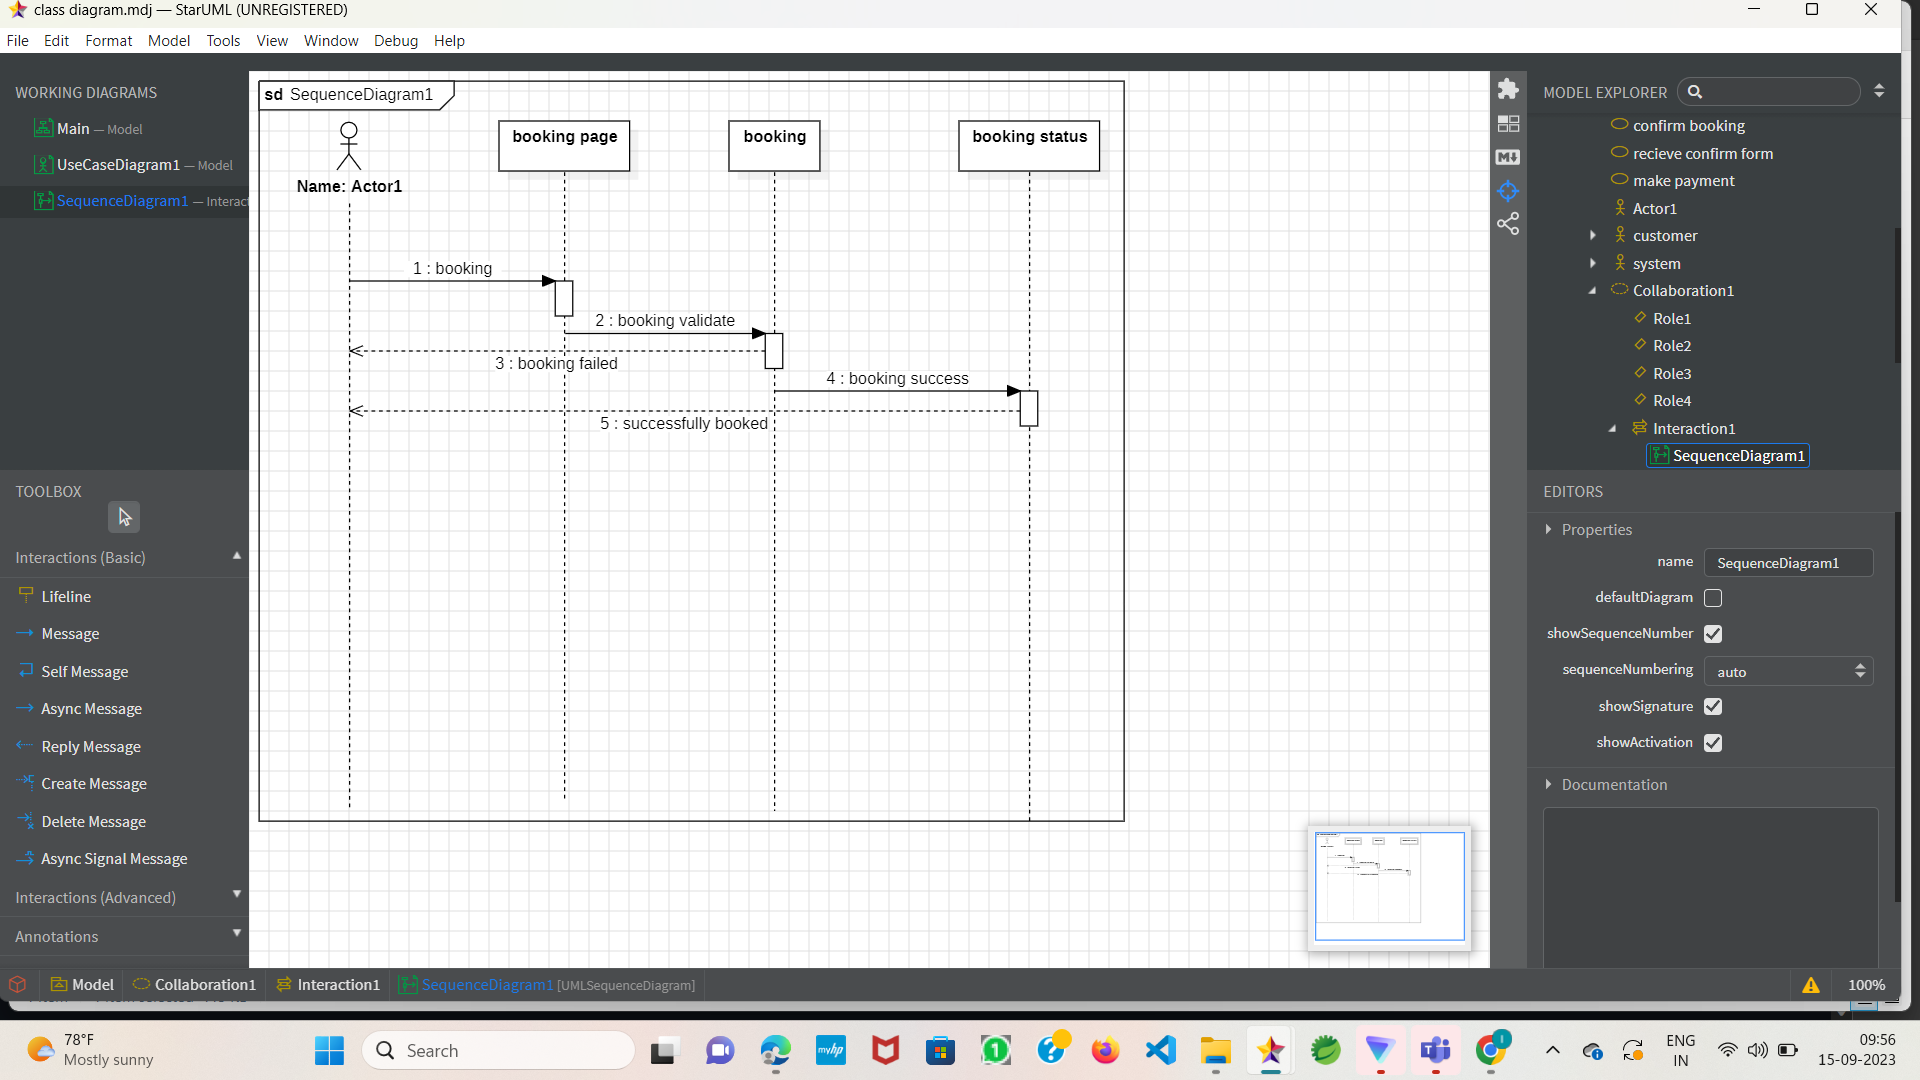 class diagram.mdj — StarUML (UNREGISTERED)
File Edit Format Model Tools View Window Debug Help
WORKING DIAGRAMS
Main — Model
UseCaseDiagram1 — Model
SequenceDiagram1 — Interact
TOOLBOX
Interactions (Basic)
Lifeline
Message
Self Message
Async Message
Reply Message
Create Message
Delete Message
Async Signal Message
Interactions (Advanced)
Annotations
sd SequenceDiagram1
booking page
booking
booking status
Name: Actor1
1 : booking
2 : booking validate
3 : booking failed
4 : booking success
5 : successfully booked
MODEL EXPLORER
confirm booking
recieve confirm form
make payment
Actor1
customer
system
Collaboration1
Role1
Role2
Role3
Role4
Interaction1
SequenceDiagram1
EDITORS
Properties
name SequenceDiagram1
defaultDiagram
showSequenceNumber
sequenceNumbering auto
showSignature
showActivation
Documentation
Model Collaboration1 Interaction1 SequenceDiagram1 [UMLSequenceDiagram] 100%
78°F
Mostly sunny
Search
ENG
IN
09:56
15-09-2023